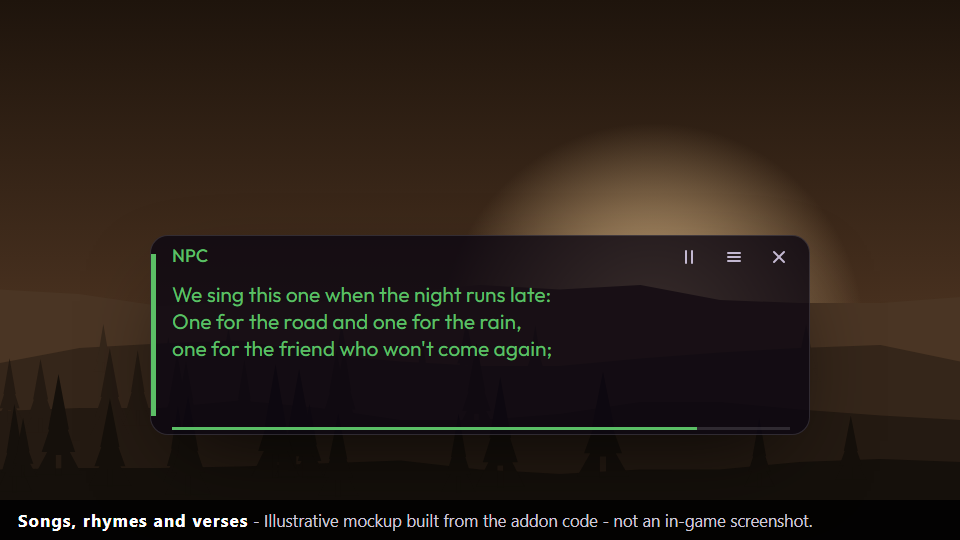 NPC
We sing this one when the night runs late:
One for the road and one for the rain,
one for the friend who won't come again;
Songs, rhymes and verses - Illustrative mockup built from the addon code - not an in-game screenshot.